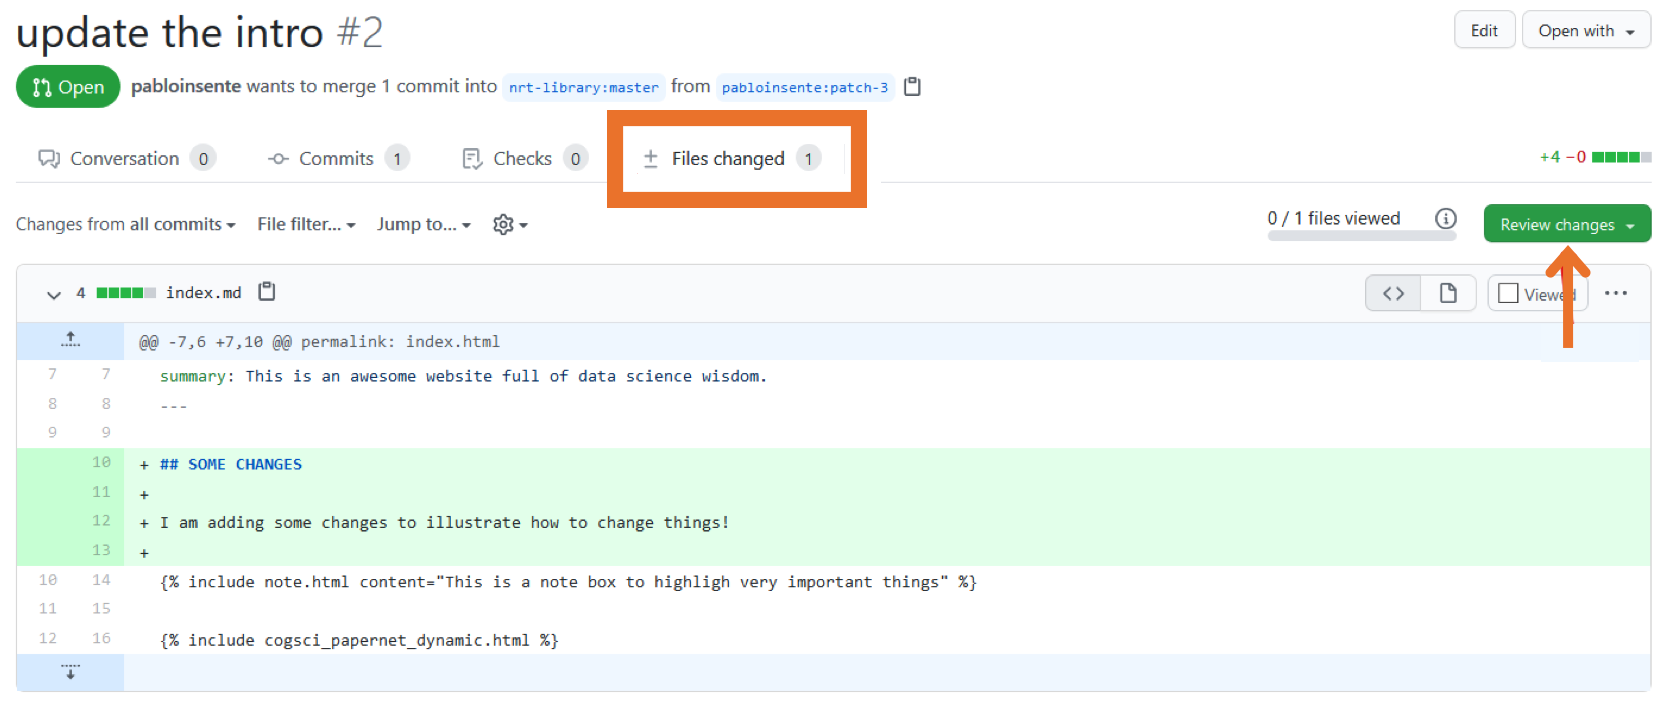 update the intro #2
Edit
Open with
Open
pabloinsente wants to merge 1 commit into nrt-library:master from pabloinsente:patch-3
Conversation 0
Commits 1
Checks 0
Files changed 1
+4 −0
Changes from all commits
File filter...
Jump to...
0 / 1 files viewed
Review changes
4 index.md
Viewed
@@ -7,6 +7,10 @@ permalink: index.html
7 7 summary: This is an awesome website full of data science wisdom.
8 8 ---
9 9
10 + ## SOME CHANGES
11 +
12 + I am adding some changes to illustrate how to change things!
13 +
10 14 {% include note.html content="This is a note box to highligh very important things" %}
11 15
12 16 {% include cogsci_papernet_dynamic.html %}